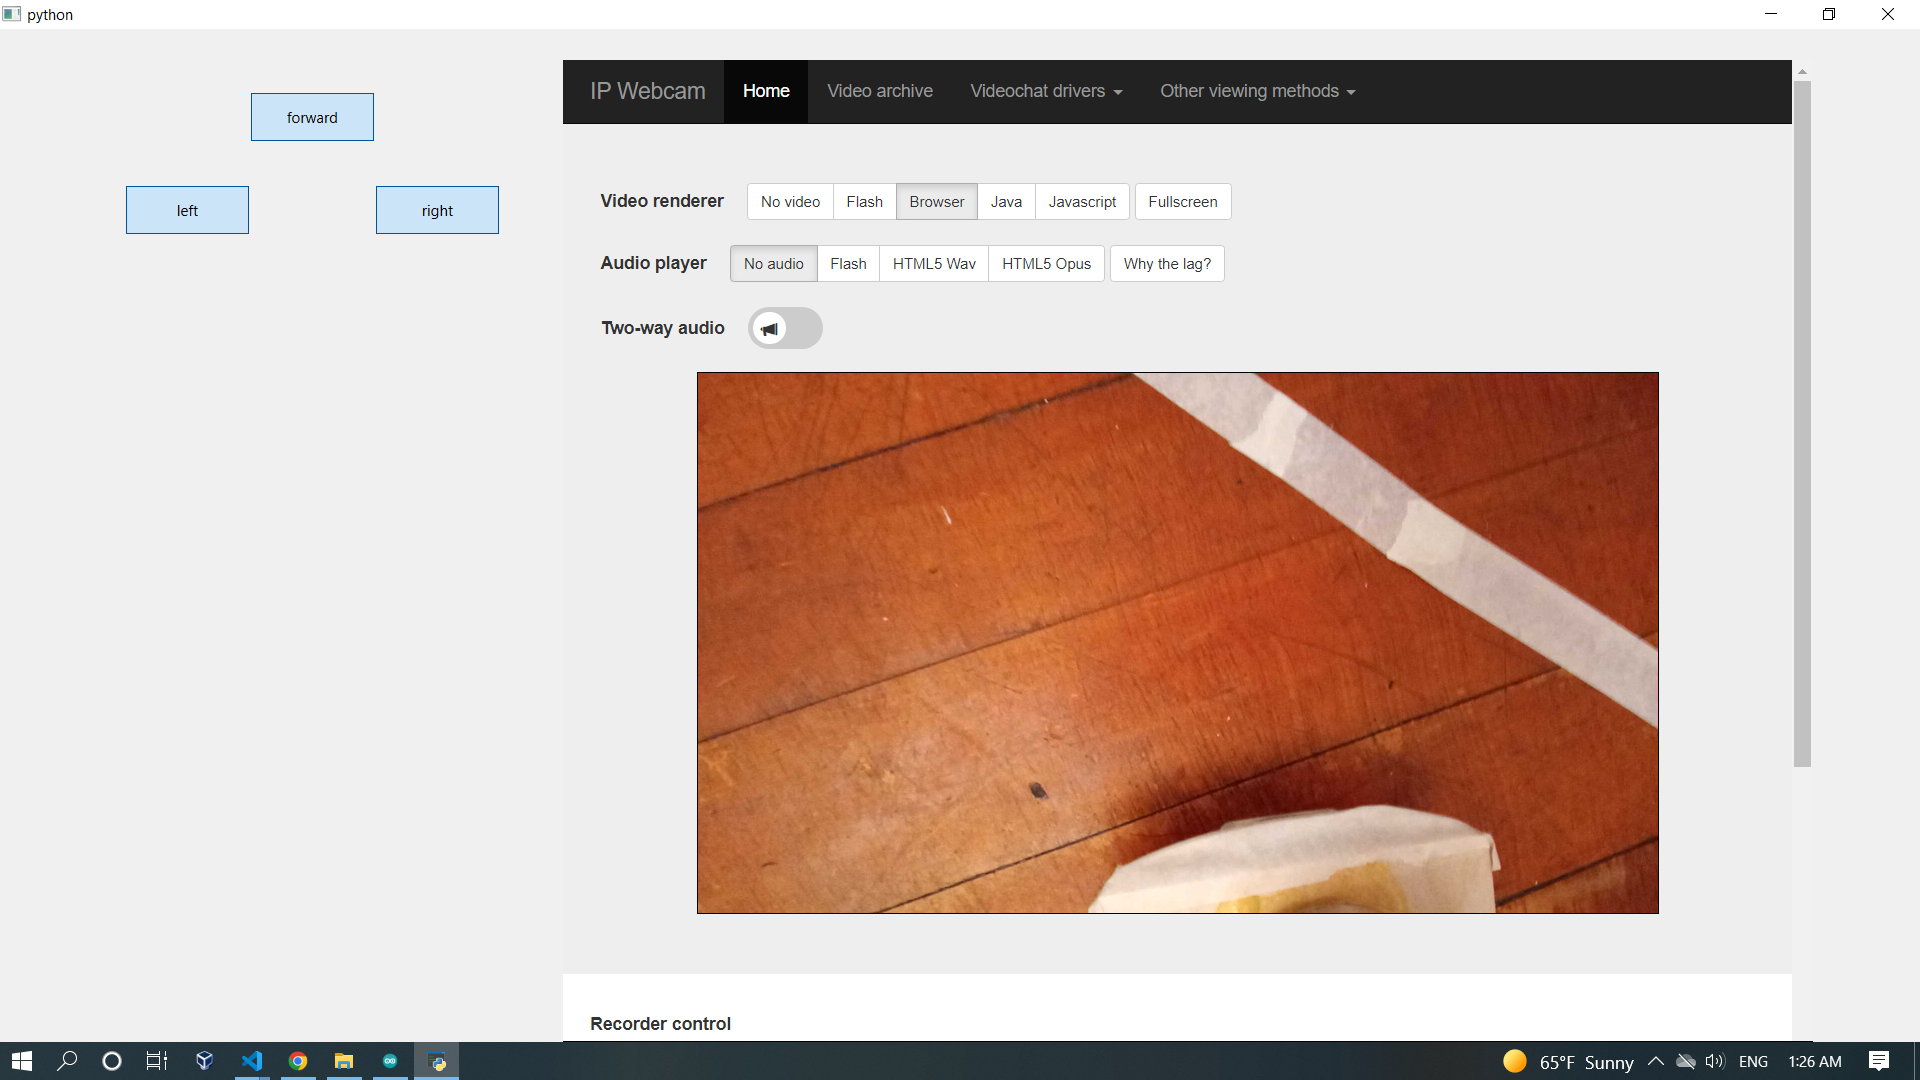 python
forward
left
right
IP Webcam Home Video archive Videochat drivers Other viewing methods
Video renderer No video Flash Browser Java Javascript Fullscreen
Audio player No audio Flash HTML5 Wav HTML5 Opus Why the lag?
Two-way audio
Recorder control
65°F Sunny ENG 1:26 AM